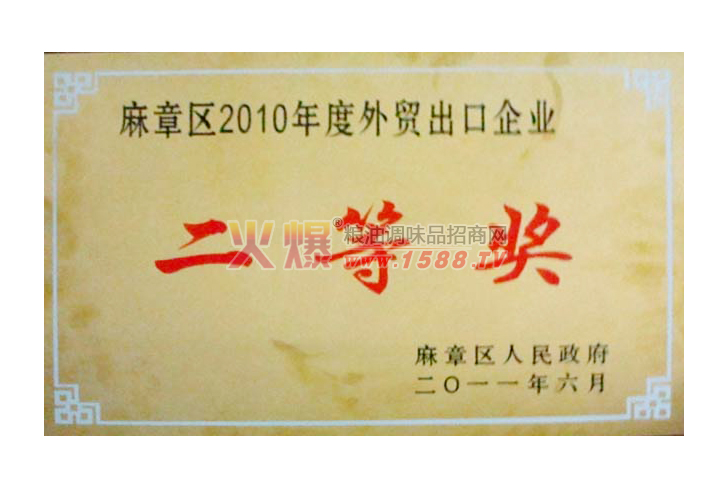 麻章区2010年度外贸出口企业
二等奖
火爆®粮油调味品招商网
www.1588.TV
麻章区人民政府
二〇一一年六月